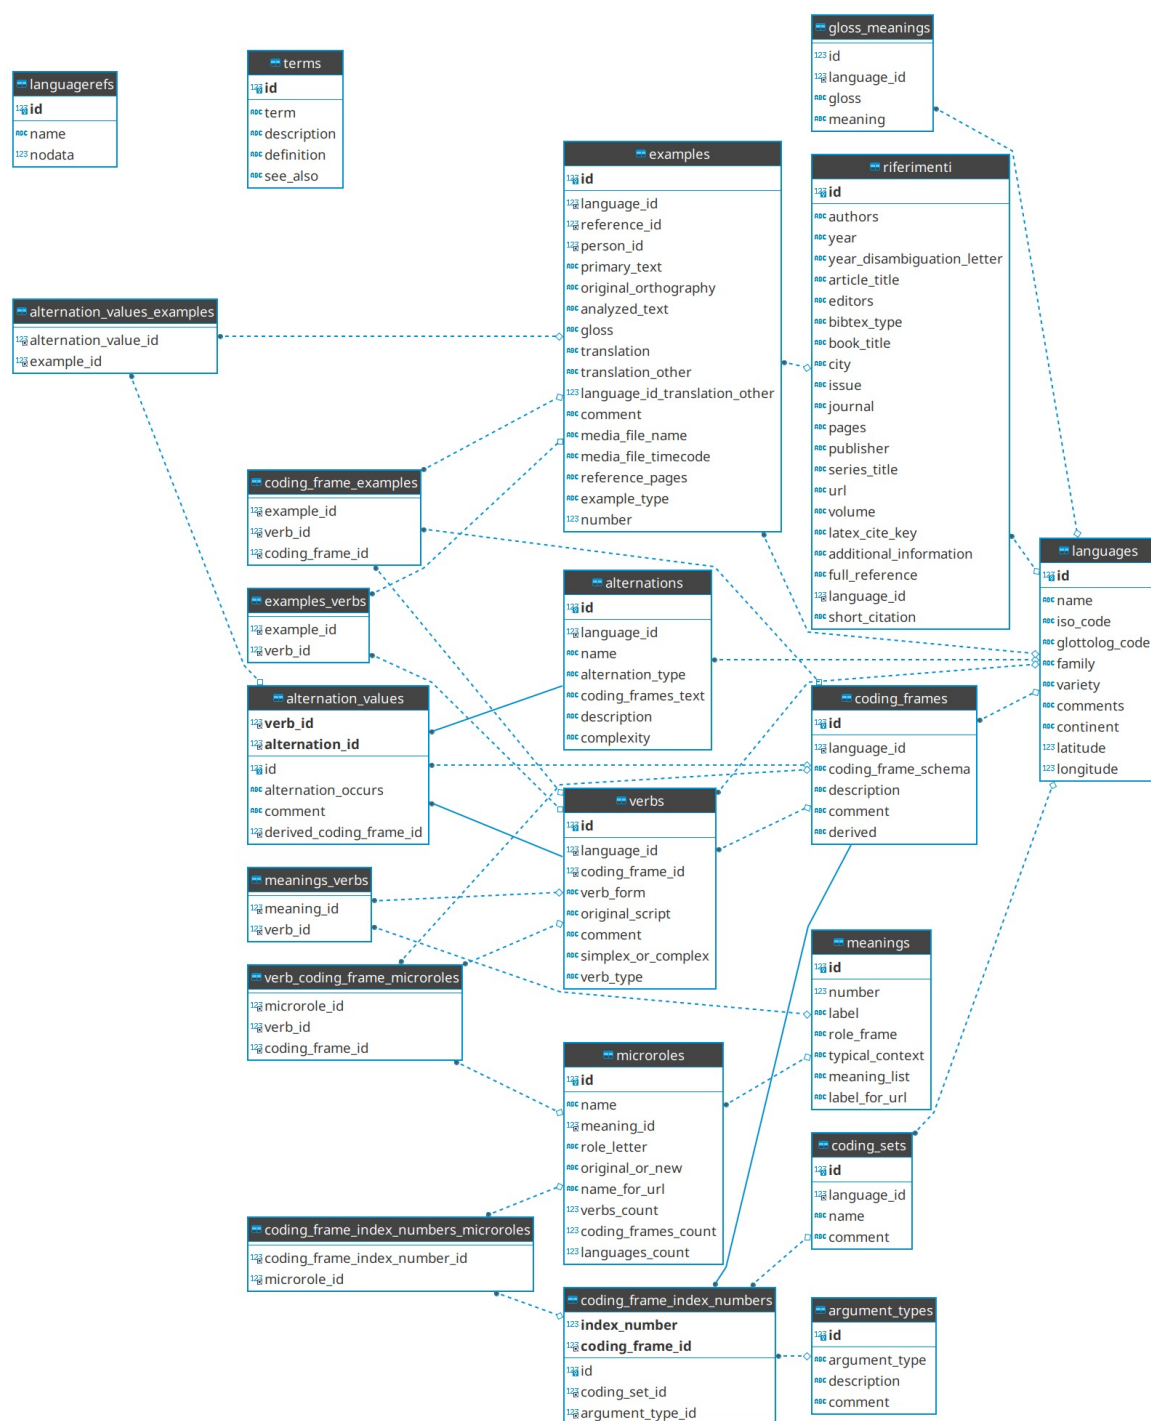 languagerefs
id
name
nodata
terms
id
term
description
definition
see_also
gloss_meanings
id
language_id
gloss
meaning
examples
id
language_id
reference_id
person_id
primary_text
original_orthography
analyzed_text
gloss
translation
translation_other
language_id_translation_other
comment
media_file_name
media_file_timecode
reference_pages
example_type
number
riferimenti
id
authors
year
year_disambiguation_letter
article_title
editors
bibtex_type
book_title
city
issue
journal
pages
publisher
series_title
url
volume
latex_cite_key
additional_information
full_reference
language_id
short_citation
alternation_values_examples
alternation_value_id
example_id
coding_frame_examples
example_id
verb_id
coding_frame_id
languages
id
name
iso_code
glottolog_code
family
variety
comments
continent
latitude
longitude
examples_verbs
example_id
verb_id
alternations
id
language_id
name
alternation_type
coding_frames_text
description
complexity
alternation_values
verb_id
alternation_id
id
alternation_occurs
comment
derived_coding_frame_id
coding_frames
id
language_id
coding_frame_schema
description
comment
derived
verbs
id
language_id
coding_frame_id
verb_form
original_script
comment
simplex_or_complex
verb_type
meanings_verbs
meaning_id
verb_id
verb_coding_frame_microroles
microrole_id
verb_id
coding_frame_id
meanings
id
number
label
role_frame
typical_context
meaning_list
label_for_url
microroles
id
name
meaning_id
role_letter
original_or_new
name_for_url
verbs_count
coding_frames_count
languages_count
coding_sets
id
language_id
name
comment
coding_frame_index_numbers_microroles
coding_frame_index_number_id
microrole_id
coding_frame_index_numbers
index_number
coding_frame_id
id
coding_set_id
argument_type_id
argument_types
id
argument_type
description
comment